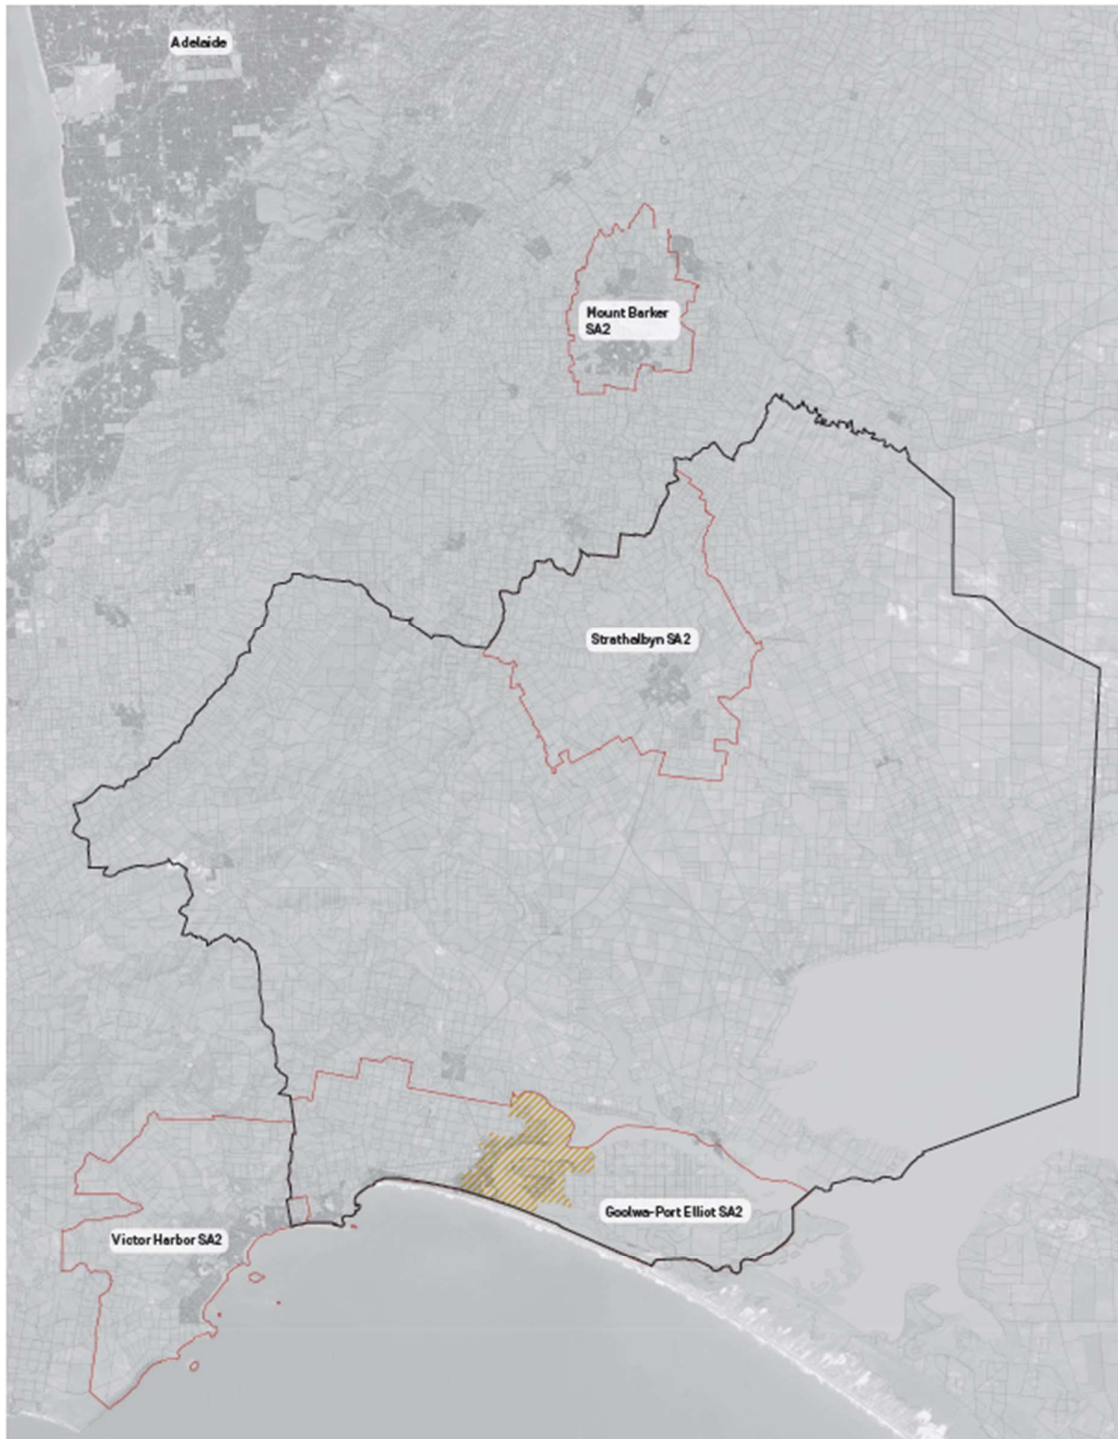 Adelaide
Mount Barker
SA2
Strathalbyn SA2
Goolwa-Port Elliot SA2
Victor Harbor SA2